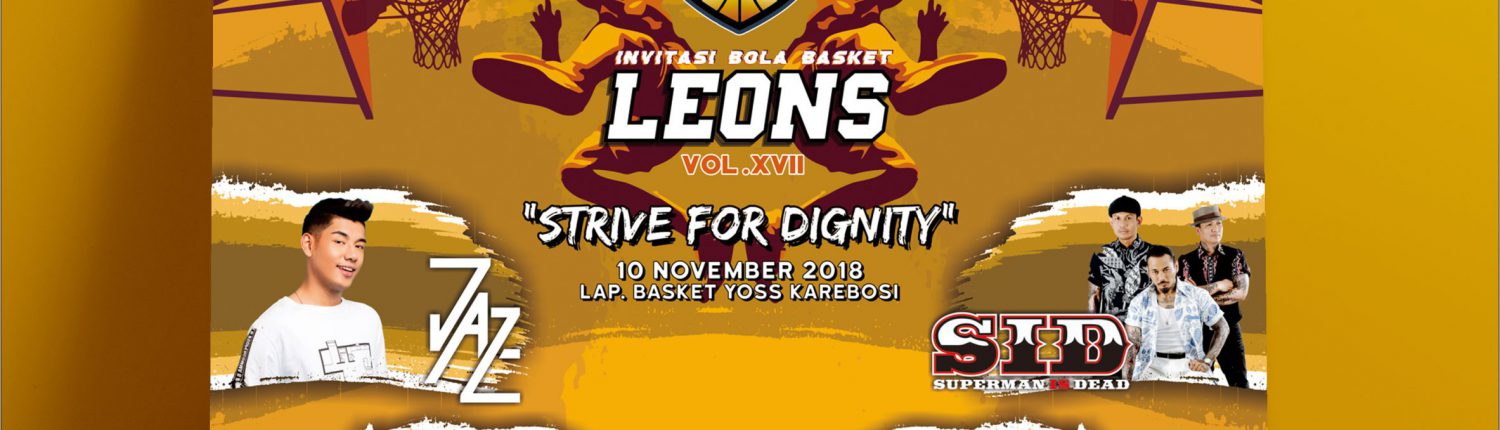 INVITASI BOLA BASKET
LEONS
VOL.XVII
"STRIVE FOR DIGNITY"
10 NOVEMBER 2018
LAP. BASKET YOSS KAREBOSI
JAZ
SID
SUPERMAN IS DEAD